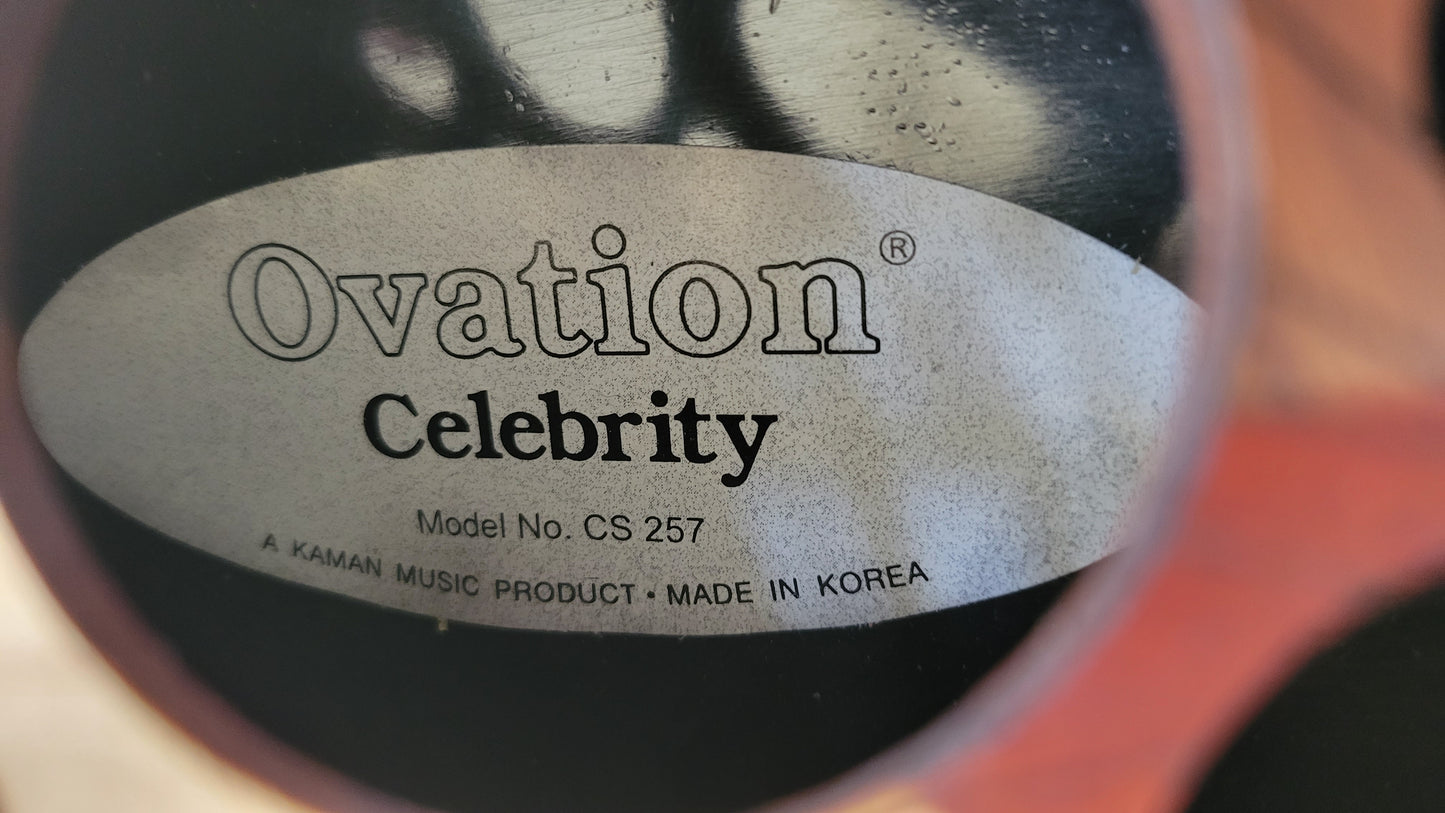 Ovation®
Celebrity
Model No. CS 257
A KAMAN MUSIC PRODUCT • MADE IN KOREA